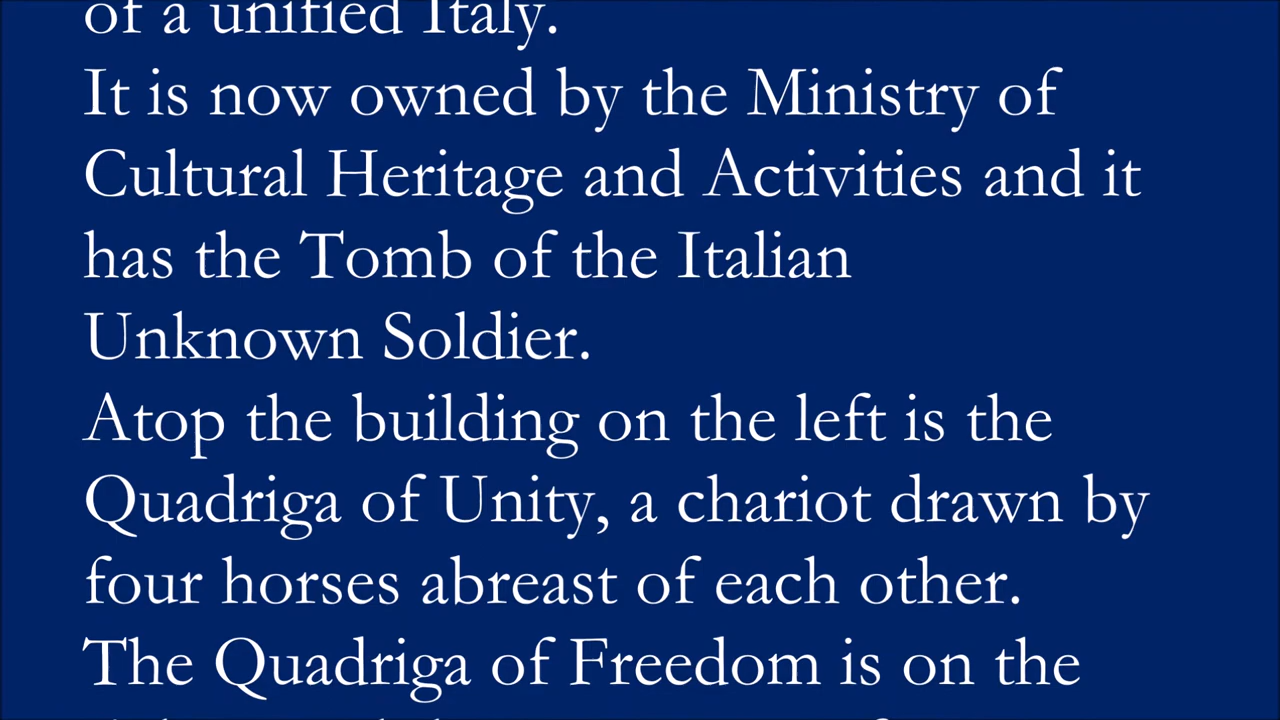 of a unified Italy.
It is now owned by the Ministry of
Cultural Heritage and Activities and it
has the Tomb of the Italian
Unknown Soldier.
Atop the building on the left is the
Quadriga of Unity, a chariot drawn by
four horses abreast of each other.
The Quadriga of Freedom is on the